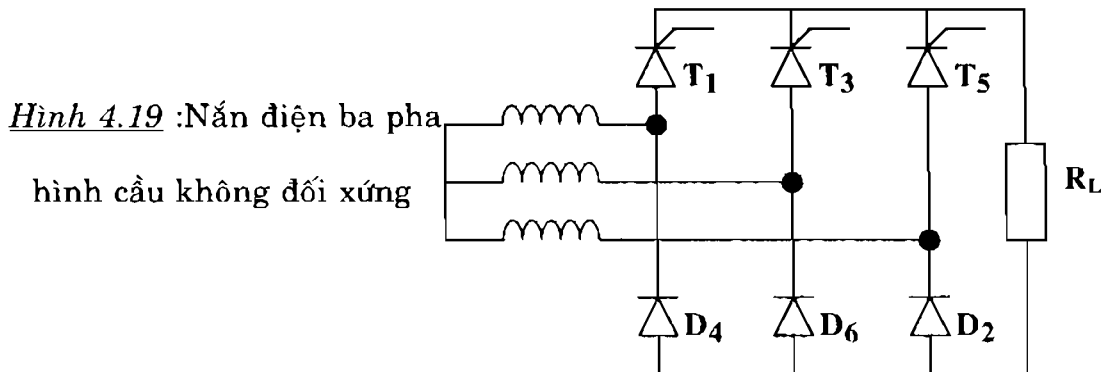 Hình 4.19 :Nắn điện ba pha
hình cầu không đối xứng
T1 T3 T5
RL
D4 D6 D2